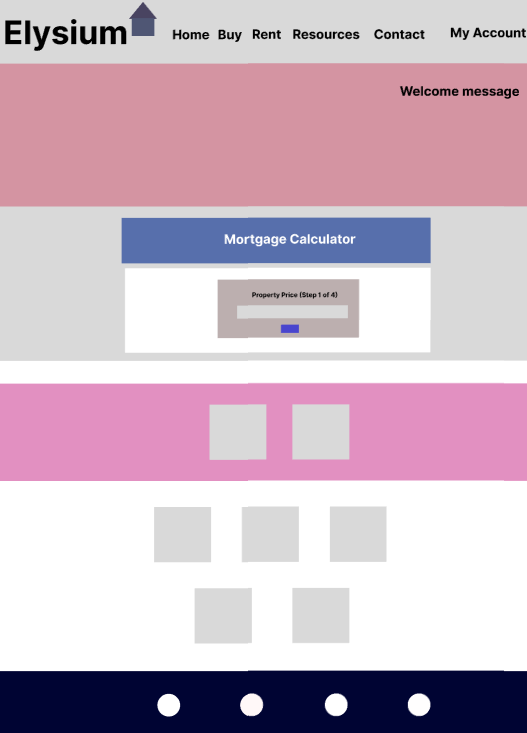 Elysium
Home Buy Rent Resources Contact My Account
Welcome message
Mortgage Calculator
Property Price (Step 1 of 4)